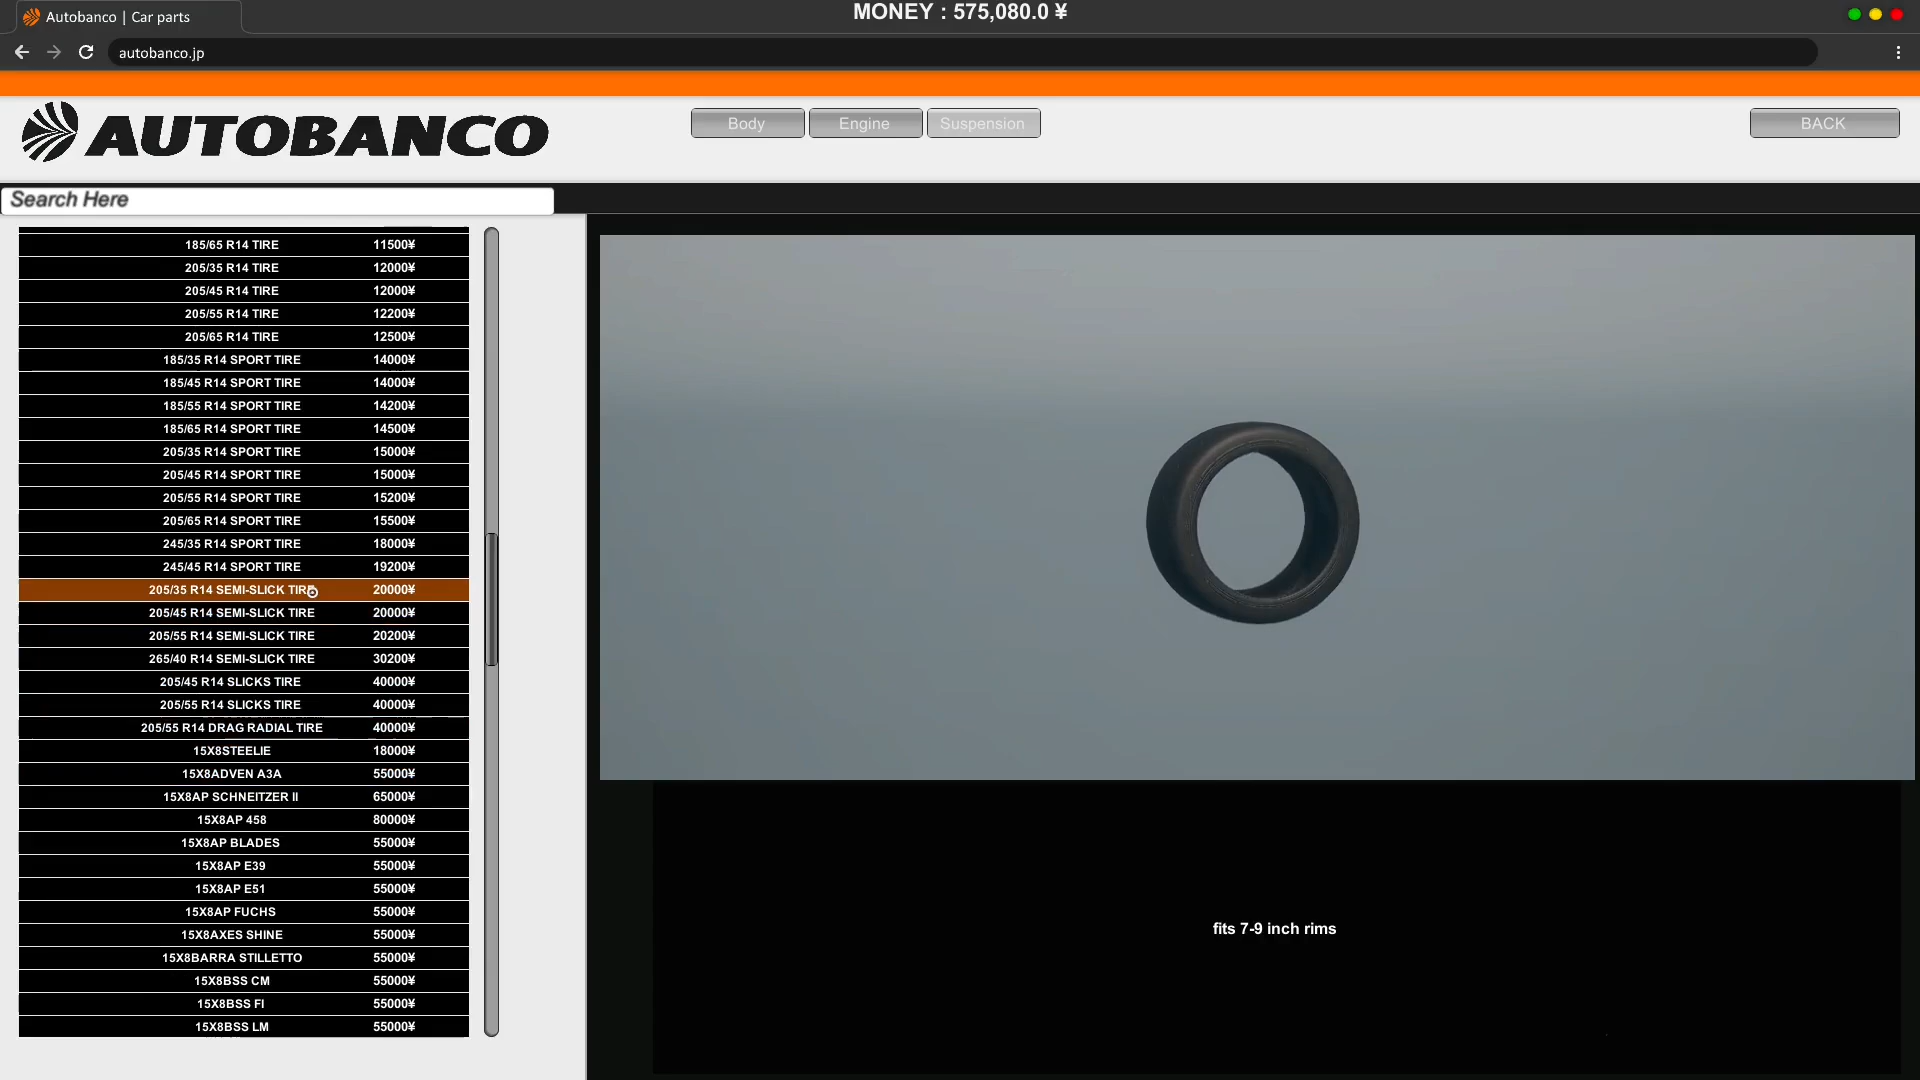 Autobanco | Car parts
MONEY : 575,080.0 ¥
autobanco.jp
AUTOBANCO
Body
Engine
Suspension
BACK
Search Here
185/65 R14 TIRE 11500¥
205/35 R14 TIRE 12000¥
205/45 R14 TIRE 12000¥
205/55 R14 TIRE 12200¥
205/65 R14 TIRE 12500¥
185/35 R14 SPORT TIRE 14000¥
185/45 R14 SPORT TIRE 14000¥
185/55 R14 SPORT TIRE 14200¥
185/65 R14 SPORT TIRE 14500¥
205/35 R14 SPORT TIRE 15000¥
205/45 R14 SPORT TIRE 15000¥
205/55 R14 SPORT TIRE 15200¥
205/65 R14 SPORT TIRE 15500¥
245/35 R14 SPORT TIRE 18000¥
245/45 R14 SPORT TIRE 19200¥
205/35 R14 SEMI-SLICK TIRE 20000¥
205/45 R14 SEMI-SLICK TIRE 20000¥
205/55 R14 SEMI-SLICK TIRE 20200¥
265/40 R14 SEMI-SLICK TIRE 30200¥
205/45 R14 SLICKS TIRE 40000¥
205/55 R14 SLICKS TIRE 40000¥
205/55 R14 DRAG RADIAL TIRE 40000¥
15X8STEELIE 18000¥
15X8ADVEN A3A 55000¥
15X8AP SCHNEITZER II 65000¥
15X8AP 458 80000¥
15X8AP BLADES 55000¥
15X8AP E39 55000¥
15X8AP E51 55000¥
15X8AP FUCHS 55000¥
15X8AXES SHINE 55000¥
15X8BARRA STILLETTO 55000¥
15X8BSS CM 55000¥
15X8BSS FI 55000¥
15X8BSS LM 55000¥
fits 7-9 inch rims